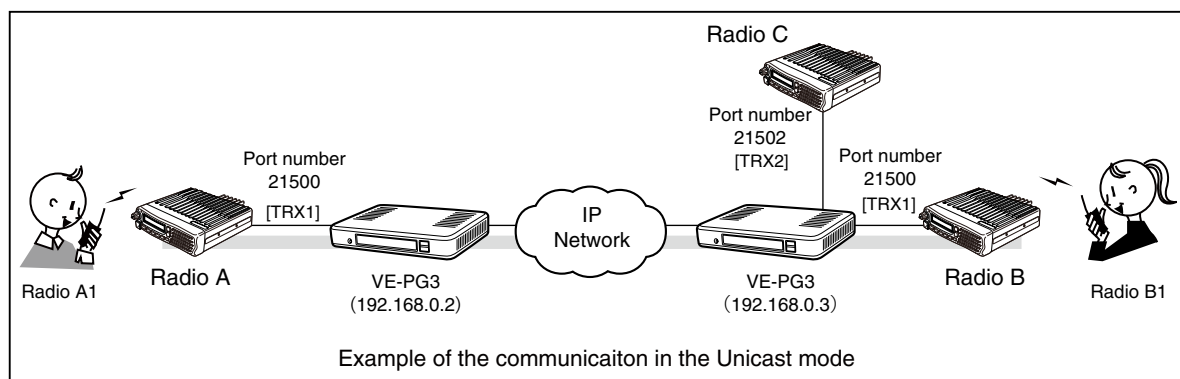 Radio C
Port number
21502
[TRX2]
Port number
21500
[TRX1]
Port number
21500
[TRX1]
IP
Network
Radio A1
Radio A
VE-PG3
(192.168.0.2)
VE-PG3
(192.168.0.3)
Radio B
Radio B1
Example of the communicaiton in the Unicast mode